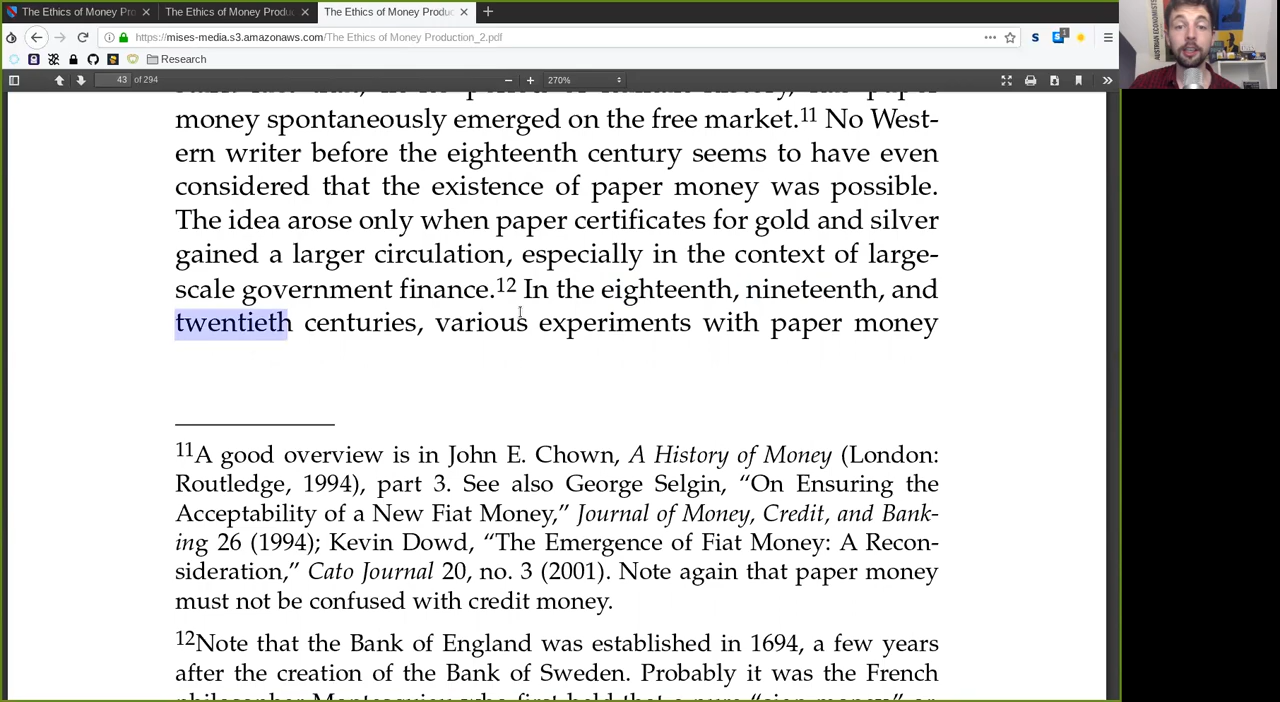 The Ethics of Money Pro
The Ethics of Money Produc
The Ethics of Money Produc
https://mises-media.s3.amazonaws.com/The Ethics of Money Production_2.pdf
Research
43 of 294
270%
AUSTRIAN ECONOMISTS
money spontaneously emerged on the free market.11 No West-
ern writer before the eighteenth century seems to have even
considered that the existence of paper money was possible.
The idea arose only when paper certificates for gold and silver
gained a larger circulation, especially in the context of large-
scale government finance.12 In the eighteenth, nineteenth, and
twentieth centuries, various experiments with paper money
11A good overview is in John E. Chown, A History of Money (London:
Routledge, 1994), part 3. See also George Selgin, “On Ensuring the
Acceptability of a New Fiat Money,” Journal of Money, Credit, and Bank-
ing 26 (1994); Kevin Dowd, “The Emergence of Fiat Money: A Recon-
sideration,” Cato Journal 20, no. 3 (2001). Note again that paper money
must not be confused with credit money.
12Note that the Bank of England was established in 1694, a few years
after the creation of the Bank of Sweden. Probably it was the French